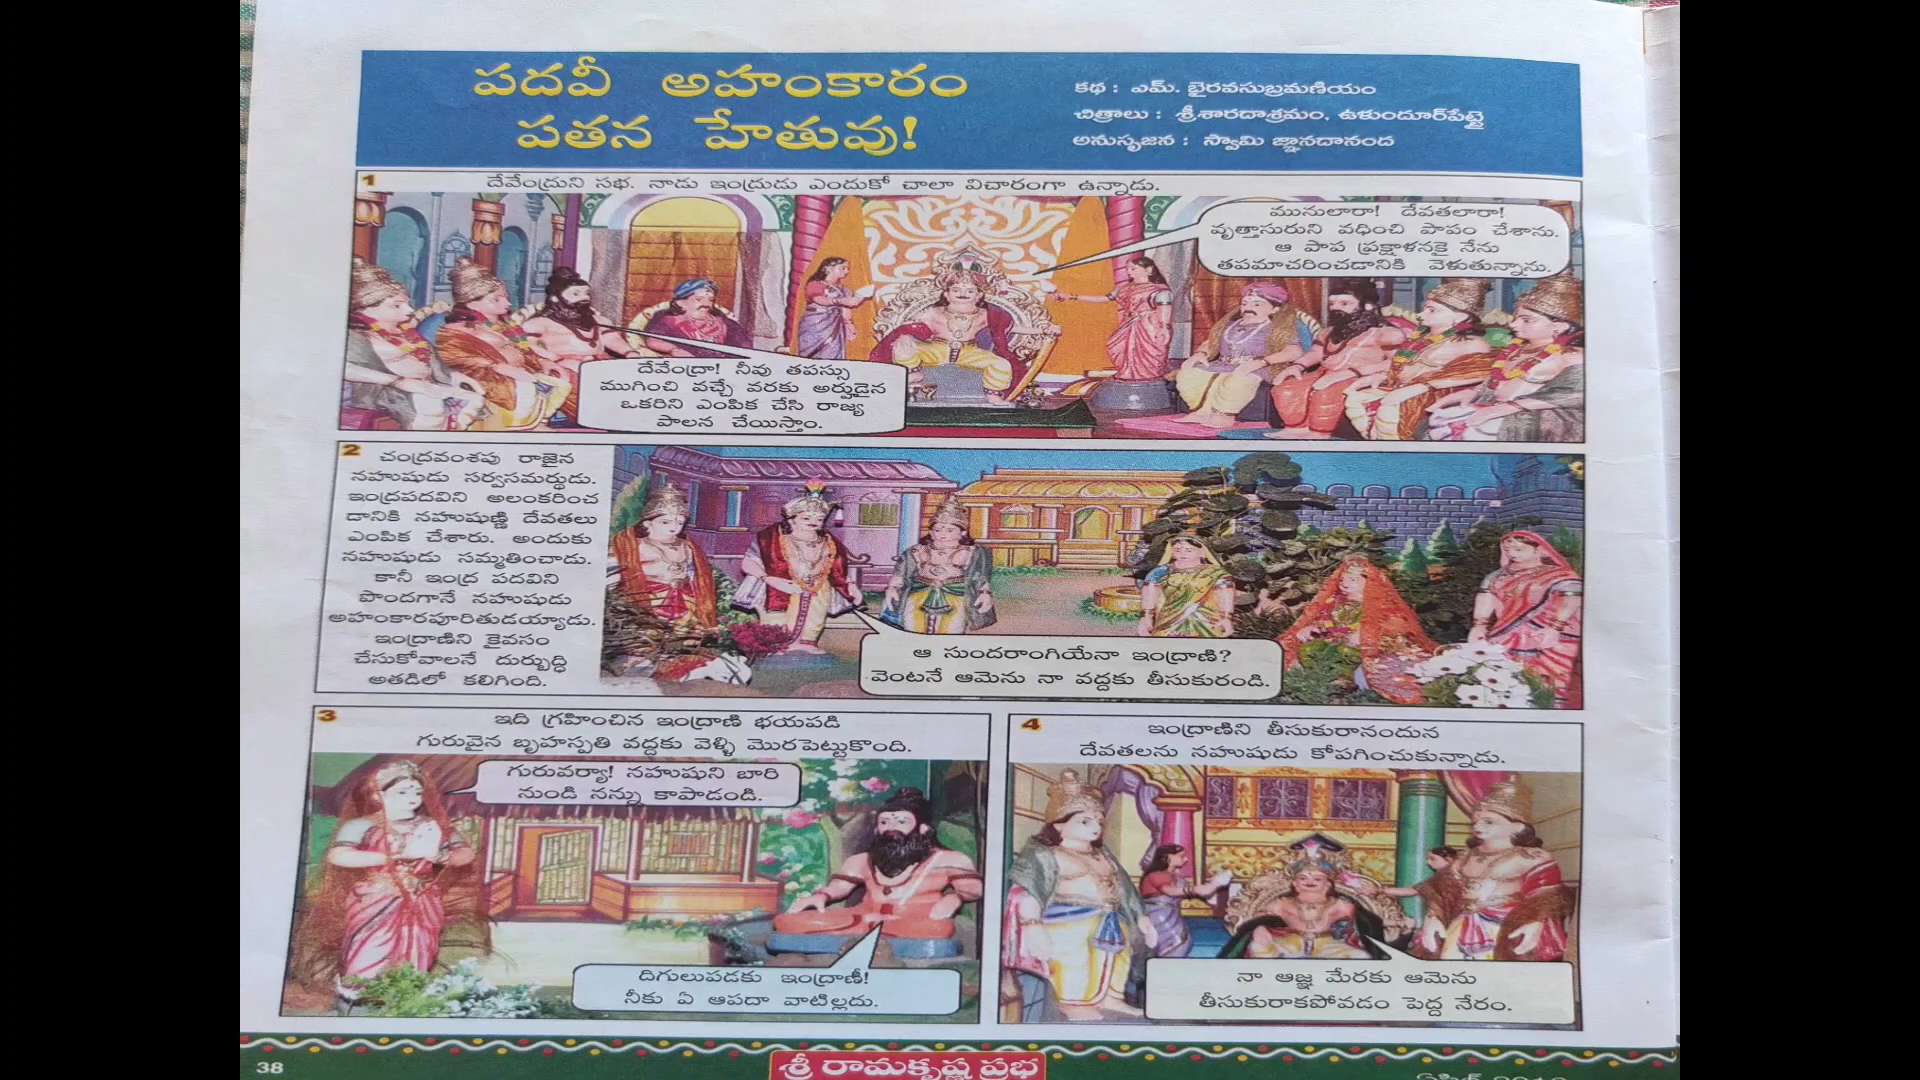 పదవీ అహంకారం
పతన హేతువు!
కథ : ఎమ్. భైరవసుబ్రమణియం
చిత్రాలు : శ్రీశారదాశ్రమం, ఉళుందూర్‌పేట్టై
అనుసృజన : స్వామి జ్ఞానదానంద
1
దేవేంద్రుని సభ. నాడు ఇంద్రుడు ఎందుకో చాలా విచారంగా ఉన్నాడు.
మునులారా! దేవతలారా!
వృత్తాసురుని వధించి పాపం చేశాను.
ఆ పాప ప్రక్షాళనకై నేను
తపమాచరించదానికి వెళుతున్నాను.
దేవేంద్రా! నీవు తపస్సు
ముగించి వచ్చే వరకు అర్హుడైన
ఒకరిని ఎంపిక చేసి రాజ్య
పాలన చేయిస్తాం.
2
చంద్రవంశపు రాజైన
నహుషుడు సర్వసమర్థుడు.
ఇంద్రపదవిని అలంకరించ
డానికి నహుషుణ్ణి దేవతలు
ఎంపిక చేశారు. అందుకు
నహుషుడు సమ్మతించాడు.
కానీ ఇంద్ర పదవిని
పొందగానే నహుషుడు
అహంకారపూరితుడయ్యాడు.
ఇంద్రాణిని కైవసం
చేసుకోవాలనే దుర్బుద్ధి
అతడిలో కలిగింది.
ఆ సుందరాంగియేనా ఇంద్రాణి?
వెంటనే ఆమెను నా వద్దకు తీసుకురండి.
3
ఇది గ్రహించిన ఇంద్రాణి భయపడి
గురువైన బృహస్పతి వద్దకు వెళ్ళి మొరపెట్టుకొంది.
గురువర్యా! నహుషుని బారి
నుండి నన్ను కాపాడండి.
దిగులుపడకు ఇంద్రాణీ!
నీకు ఏ ఆపదా వాటిల్లదు.
4
ఇంద్రాణిని తీసుకురానందున
దేవతలను నహుషుడు కోపగించుకున్నాడు.
నా ఆజ్ఞ మేరకు ఆమెను
తీసుకురాకపోవడం పెద్ద నేరం.
38
శ్రీ రామకృష్ణ ప్రభ